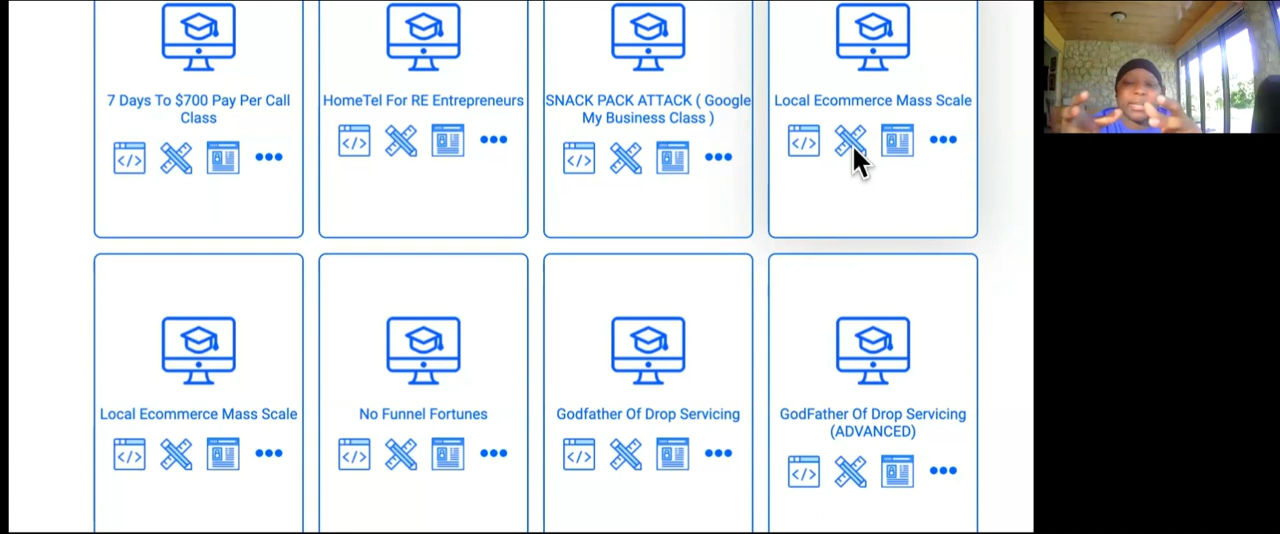 7 Days To $700 Pay Per Call
Class
HomeTel For RE Entrepreneurs
SNACK PACK ATTACK ( Google
My Business Class )
Local Ecommerce Mass Scale
Local Ecommerce Mass Scale
No Funnel Fortunes
Godfather Of Drop Servicing
GodFather Of Drop Servicing
(ADVANCED)